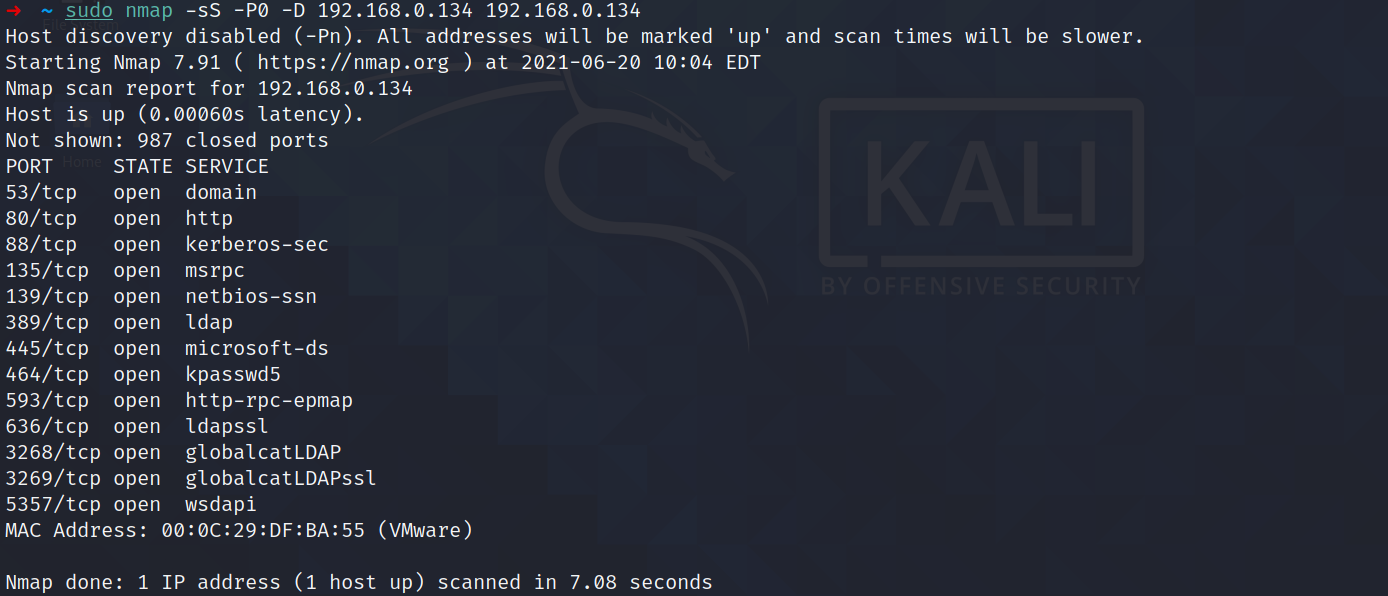 → ~ sudo nmap -sS -P0 -D 192.168.0.134 192.168.0.134
Host discovery disabled (-Pn). All addresses will be marked 'up' and scan times will be slower.
Starting Nmap 7.91 ( https://nmap.org ) at 2021-06-20 10:04 EDT
Nmap scan report for 192.168.0.134
Host is up (0.00060s latency).
Not shown: 987 closed ports
PORT     STATE SERVICE
53/tcp   open  domain
80/tcp   open  http
88/tcp   open  kerberos-sec
135/tcp  open  msrpc
139/tcp  open  netbios-ssn
389/tcp  open  ldap
445/tcp  open  microsoft-ds
464/tcp  open  kpasswd5
593/tcp  open  http-rpc-epmap
636/tcp  open  ldapssl
3268/tcp open  globalcatLDAP
3269/tcp open  globalcatLDAPssl
5357/tcp open  wsdapi
MAC Address: 00:0C:29:DF:BA:55 (VMware)
Nmap done: 1 IP address (1 host up) scanned in 7.08 seconds
File System
Home
KALI
BY OFFENSIVE SECURITY